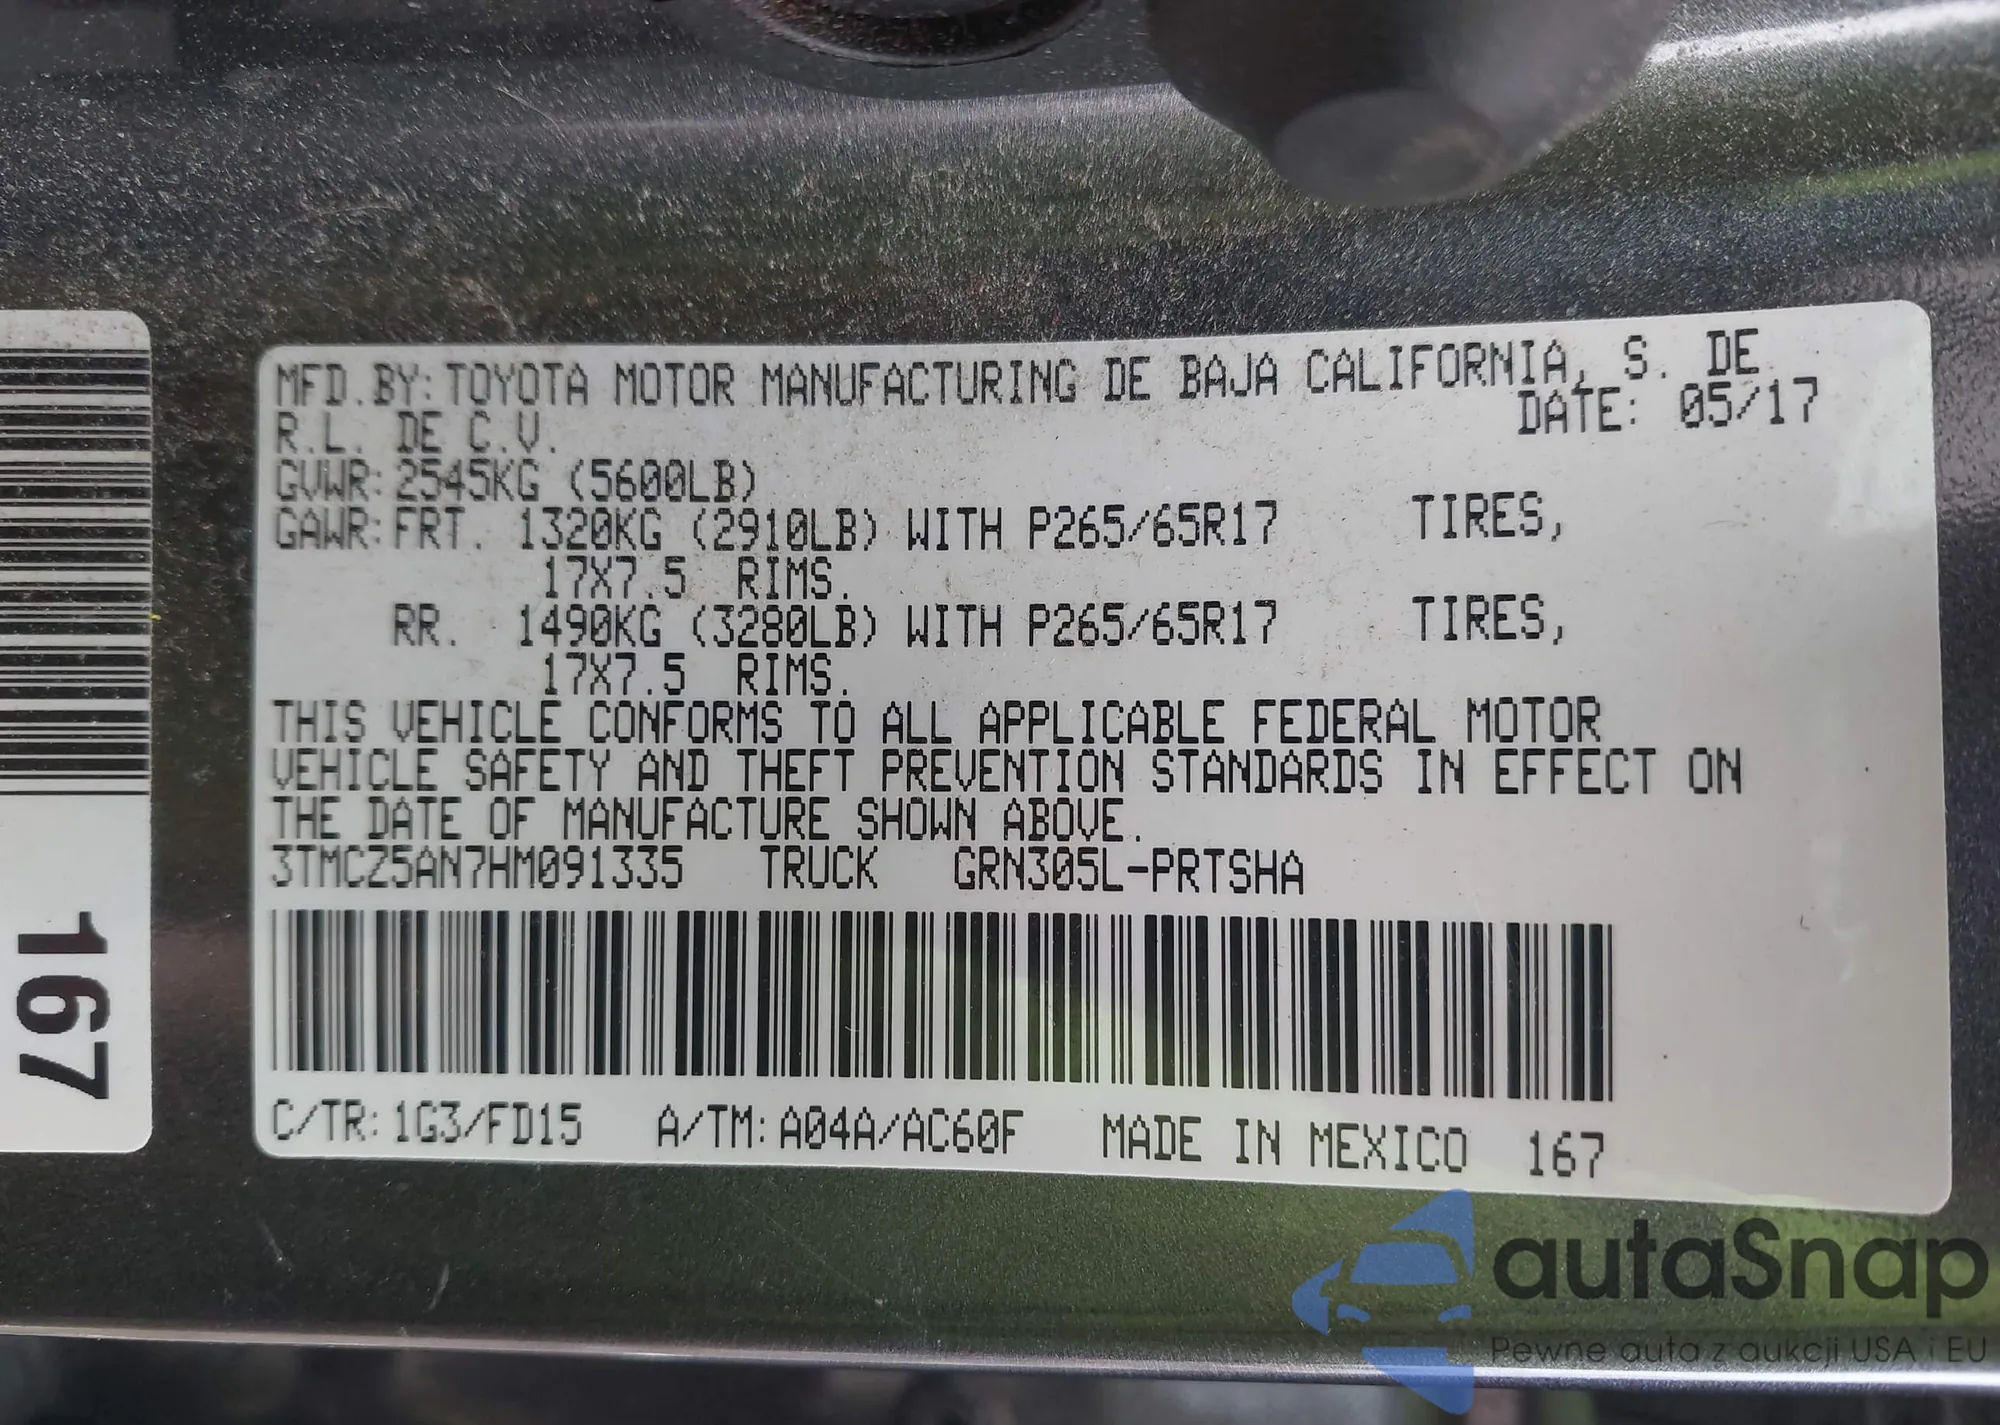 MFD.BY:TOYOTA MOTOR MANUFACTURING DE BAJA CALIFORNIA, S. DE
R.L. DE C.V. DATE: 05/17
GVWR:2545KG (5600LB)
GAWR:FRT. 1320KG (2910LB) WITH P265/65R17 TIRES,
17X7.5 RIMS.
RR. 1490KG (3280LB) WITH P265/65R17 TIRES,
17X7.5 RIMS.
THIS VEHICLE CONFORMS TO ALL APPLICABLE FEDERAL MOTOR
VEHICLE SAFETY AND THEFT PREVENTION STANDARDS IN EFFECT ON
THE DATE OF MANUFACTURE SHOWN ABOVE.
3TMCZ5AN7HM091335 TRUCK GRN305L-PRTSHA
C/TR:1G3/FD15 A/TM:A04A/AC60F MADE IN MEXICO 167
167
autaSnap
Pewne auta z aukcji USA i EU